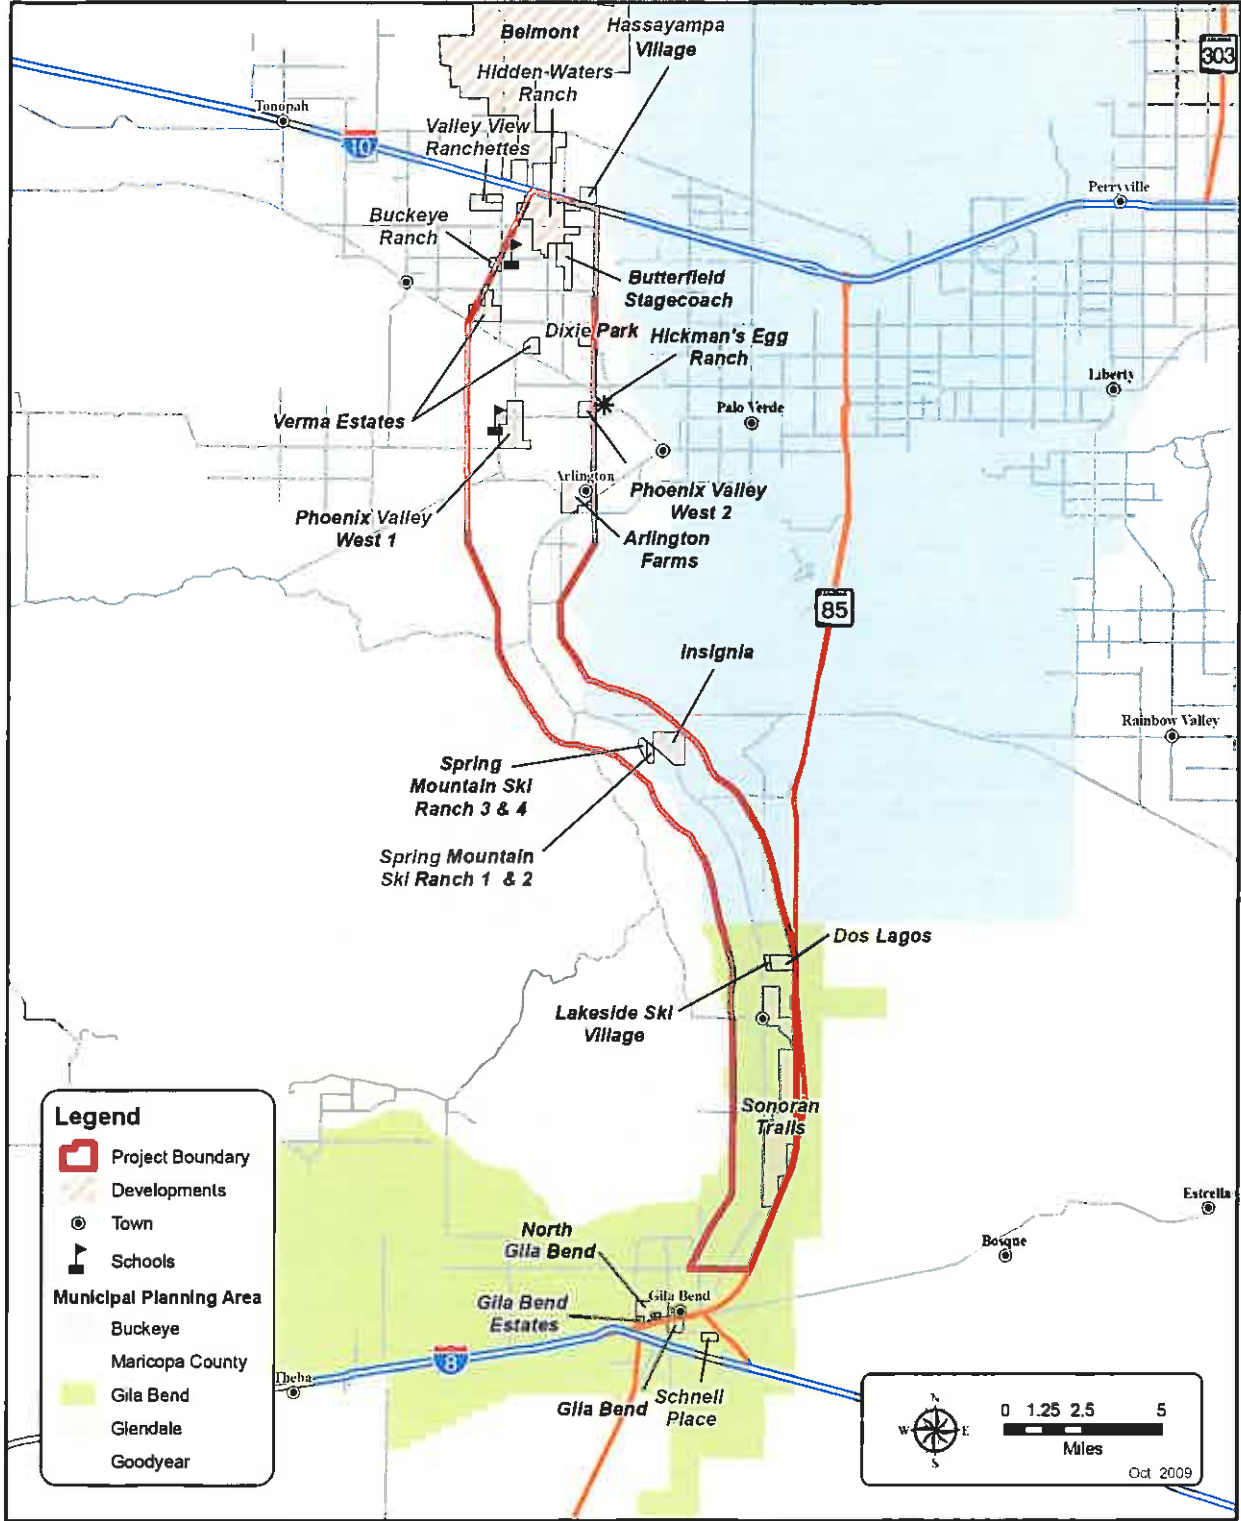 Belmont
Hassayampa
Village
303
Hidden Waters
Ranch
Tonopah
10
Valley View
Ranchettes
Perryville
Buckeye
Ranch
Butterfield
Stagecoach
Dixie Park
Hickman's Egg
Ranch
Liberty
Palo Verde
Verma Estates
Arlington
Phoenix Valley
West 2
Phoenix Valley
West 1
Arlington
Farms
85
Insignia
Rainbow Valley
Spring
Mountain Ski
Ranch 3 & 4
Spring Mountain
Ski Ranch 1 & 2
Dos Lagos
Lakeside Ski
Village
Sonoran
Trails
Estrella
Bosque
North
Gila Bend
Gila Bend
Gila Bend
Estates
8
Theba
Gila Bend
Schnell
Place
Legend
Project Boundary
Developments
Town
Schools
Municipal Planning Area
Buckeye
Maricopa County
Gila Bend
Glendale
Goodyear
N
W
E
S
0 1.25 2.5 5
Miles
Oct 2009